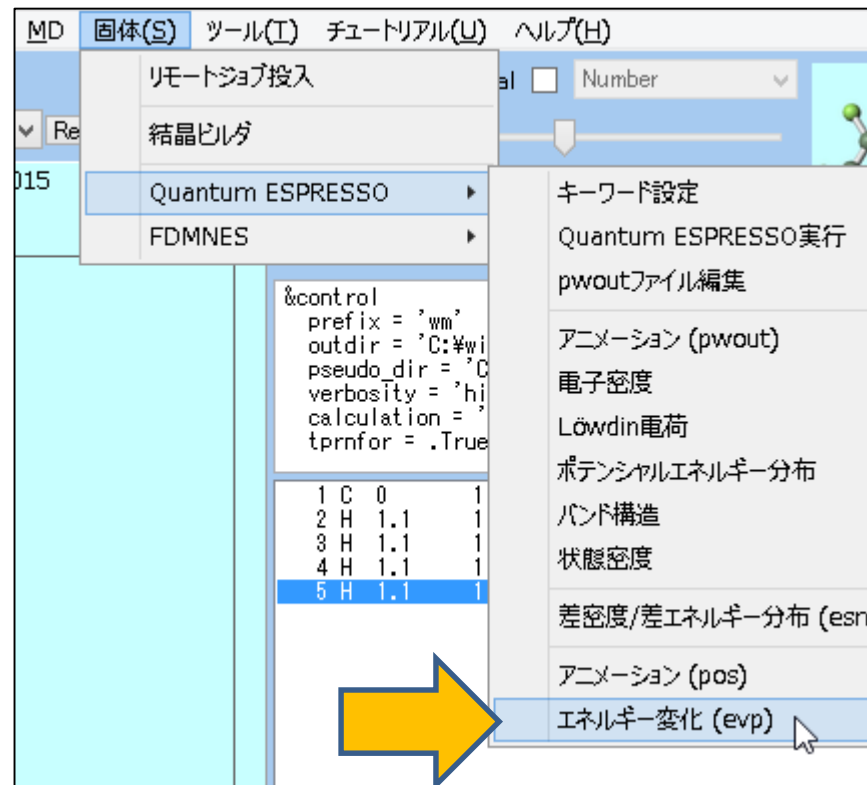 MD 固体(S) ツール(T) チュートリアル(U) ヘルプ(H)
リモートジョブ投入
al Number
Re
結晶ビルダ
015
Quantum ESPRESSO
FDMNES
キーワード設定
Quantum ESPRESSO実行
pwoutファイル編集
アニメーション (pwout)
電子密度
Löwdin電荷
ポテンシャルエネルギー分布
バンド構造
状態密度
差密度/差エネルギー分布 (esm
アニメーション (pos)
エネルギー変化 (evp)
&control
prefix = 'wm'
outdir = 'C:¥wi
pseudo_dir = 'C
verbosity = 'hi
calculation = '
tprnfor = .True
1 C 0 1
2 H 1.1 1
3 H 1.1 1
4 H 1.1 1
5 H 1.1 1